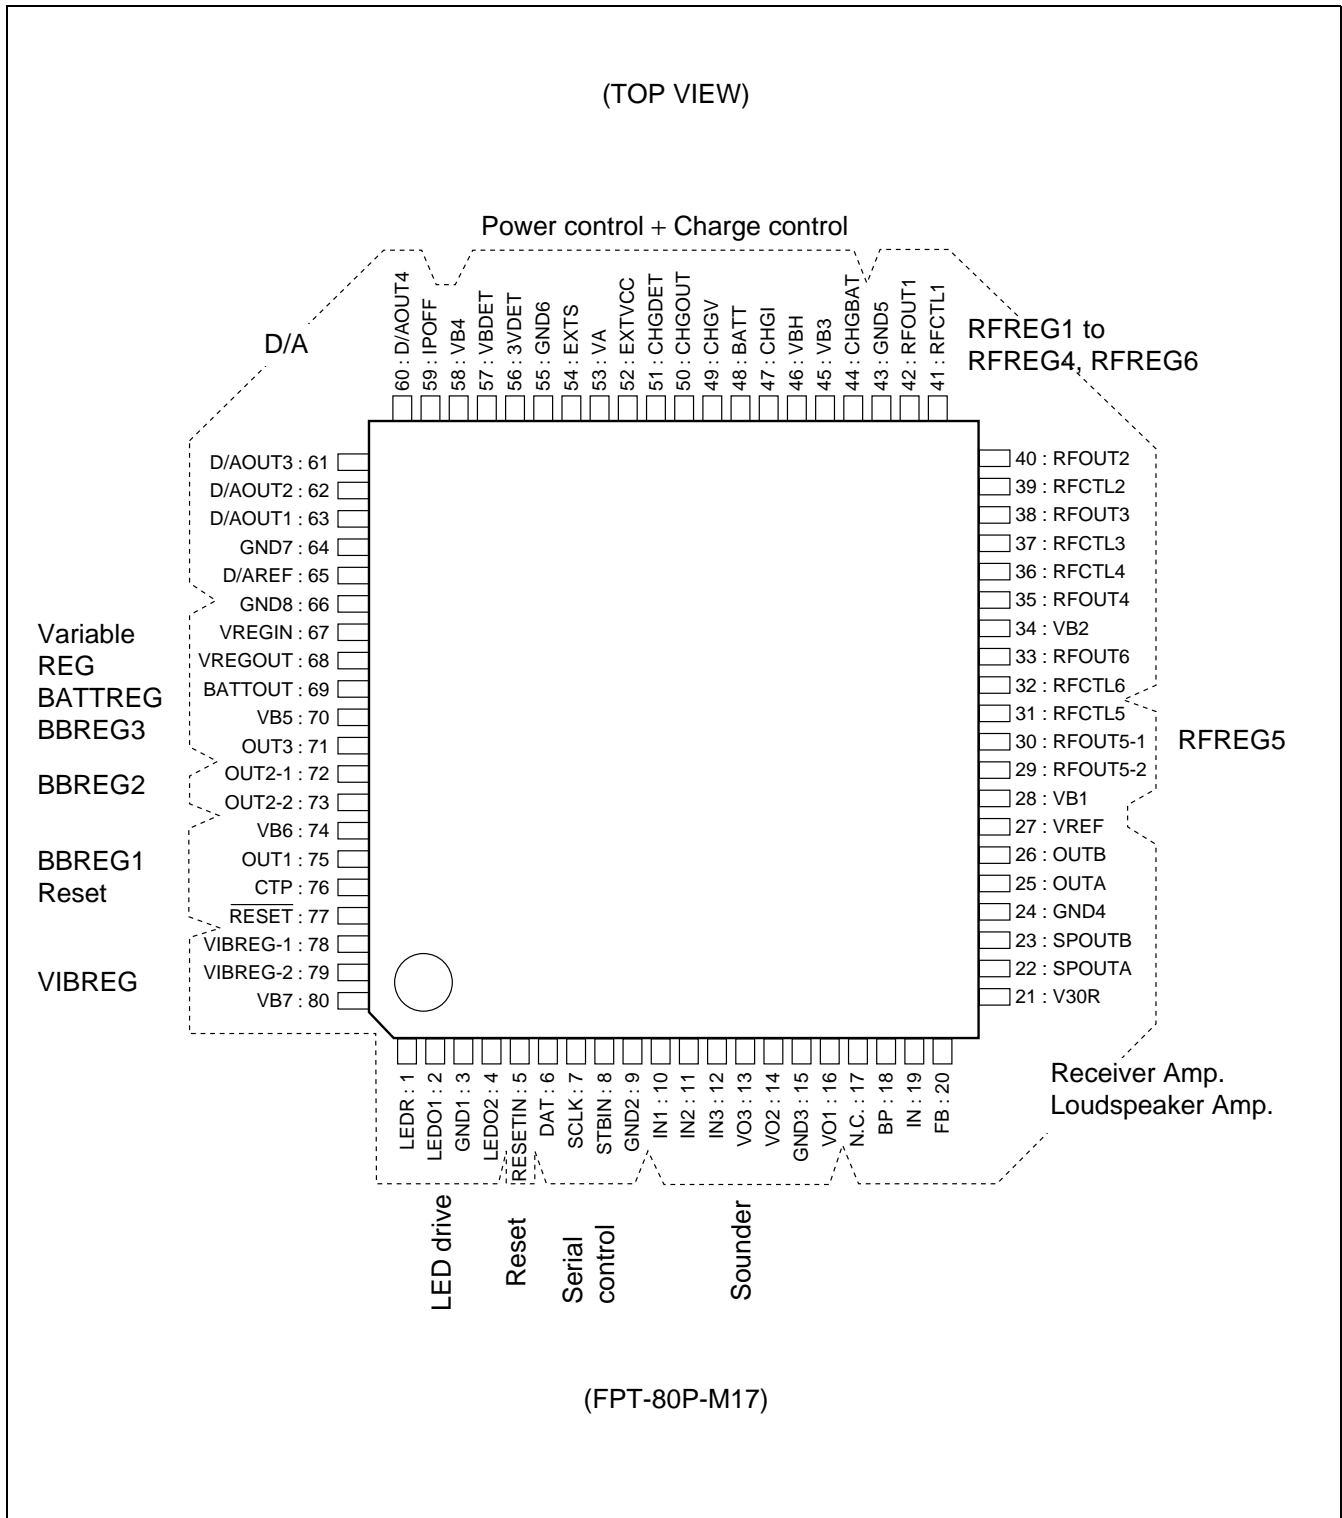 (TOP VIEW)
Power control + Charge control
D/A
RFREG1 to
RFREG4, RFREG6
60 : D/AOUT4
59 : IPOFF
58 : VB4
57 : VBDET
56 : 3VDET
55 : GND6
54 : EXTS
53 : VA
52 : EXTVCC
51 : CHGDET
50 : CHGOUT
49 : CHGV
48 : BATT
47 : CHGI
46 : VBH
45 : VB3
44 : CHGBAT
43 : GND5
42 : RFOUT1
41 : RFCTL1
D/AOUT3 : 61
D/AOUT2 : 62
D/AOUT1 : 63
GND7 : 64
D/AREF : 65
GND8 : 66
VREGIN : 67
VREGOUT : 68
BATTOUT : 69
VB5 : 70
OUT3 : 71
OUT2-1 : 72
OUT2-2 : 73
VB6 : 74
OUT1 : 75
CTP : 76
RESET : 77
VIBREG-1 : 78
VIBREG-2 : 79
VB7 : 80
Variable
REG
BATTREG
BBREG3
BBREG2
BBREG1
Reset
VIBREG
40 : RFOUT2
39 : RFCTL2
38 : RFOUT3
37 : RFCTL3
36 : RFCTL4
35 : RFOUT4
34 : VB2
33 : RFOUT6
32 : RFCTL6
31 : RFCTL5
30 : RFOUT5-1
29 : RFOUT5-2
28 : VB1
27 : VREF
26 : OUTB
25 : OUTA
24 : GND4
23 : SPOUTB
22 : SPOUTA
21 : V30R
RFREG5
Receiver Amp.
Loudspeaker Amp.
LEDR : 1
LEDO1 : 2
GND1 : 3
LEDO2 : 4
RESETIN : 5
DAT : 6
SCLK : 7
STBIN : 8
GND2 : 9
IN1 : 10
IN2 : 11
IN3 : 12
VO3 : 13
VO2 : 14
GND3 : 15
VO1 : 16
N.C. : 17
BP : 18
IN : 19
FB : 20
LED drive
Reset
Serial
control
Sounder
(FPT-80P-M17)